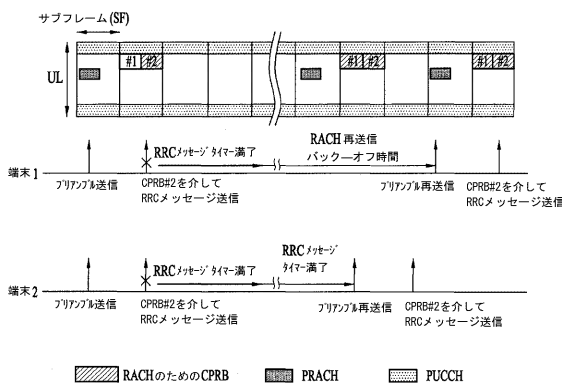 サブフレーム(SF)
UL
#1 #2
#1 #2
#1 #2
RRCメッセージタイマー満了
RACH 再送信
バック―オフ時間
端末1
プリアンブル送信
CPRB#2を介して
RRCメッセージ送信
プリアンブル再送信
CPRB#2を介して
RRCメッセージ送信
RRCメッセージタイマー満了
RRCメッセージ
タイマー満了
端末2
プリアンブル送信
CPRB#2を介して
RRCメッセージ送信
プリアンブル再送信
CPRB#2を介して
RRCメッセージ送信
RACHのためのCPRB
PRACH
PUCCH